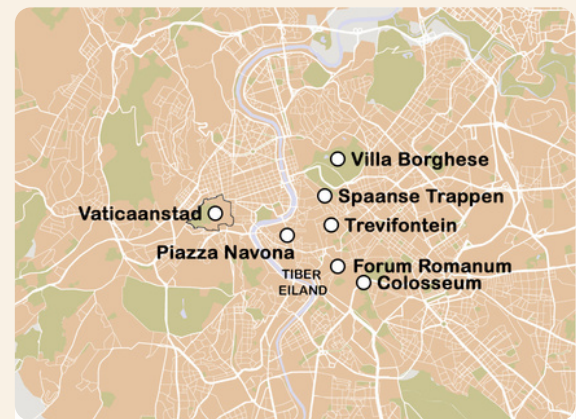 Villa Borghese
Spaanse Trappen
Vaticaanstad
Trevifontein
Piazza Navona
Forum Romanum
TIBER
EILAND
Colosseum